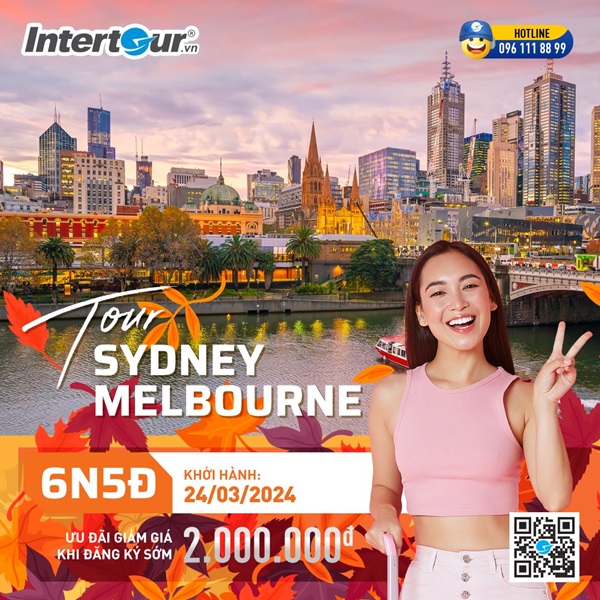 Intertour®.vn
HOTLINE
096 111 88 99
Tour
SYDNEY
MELBOURNE
6N5Đ
KHỞI HÀNH:
24/03/2024
ƯU ĐÃI GIẢM GIÁ
KHI ĐĂNG KÝ SỚM
2.000.000đ